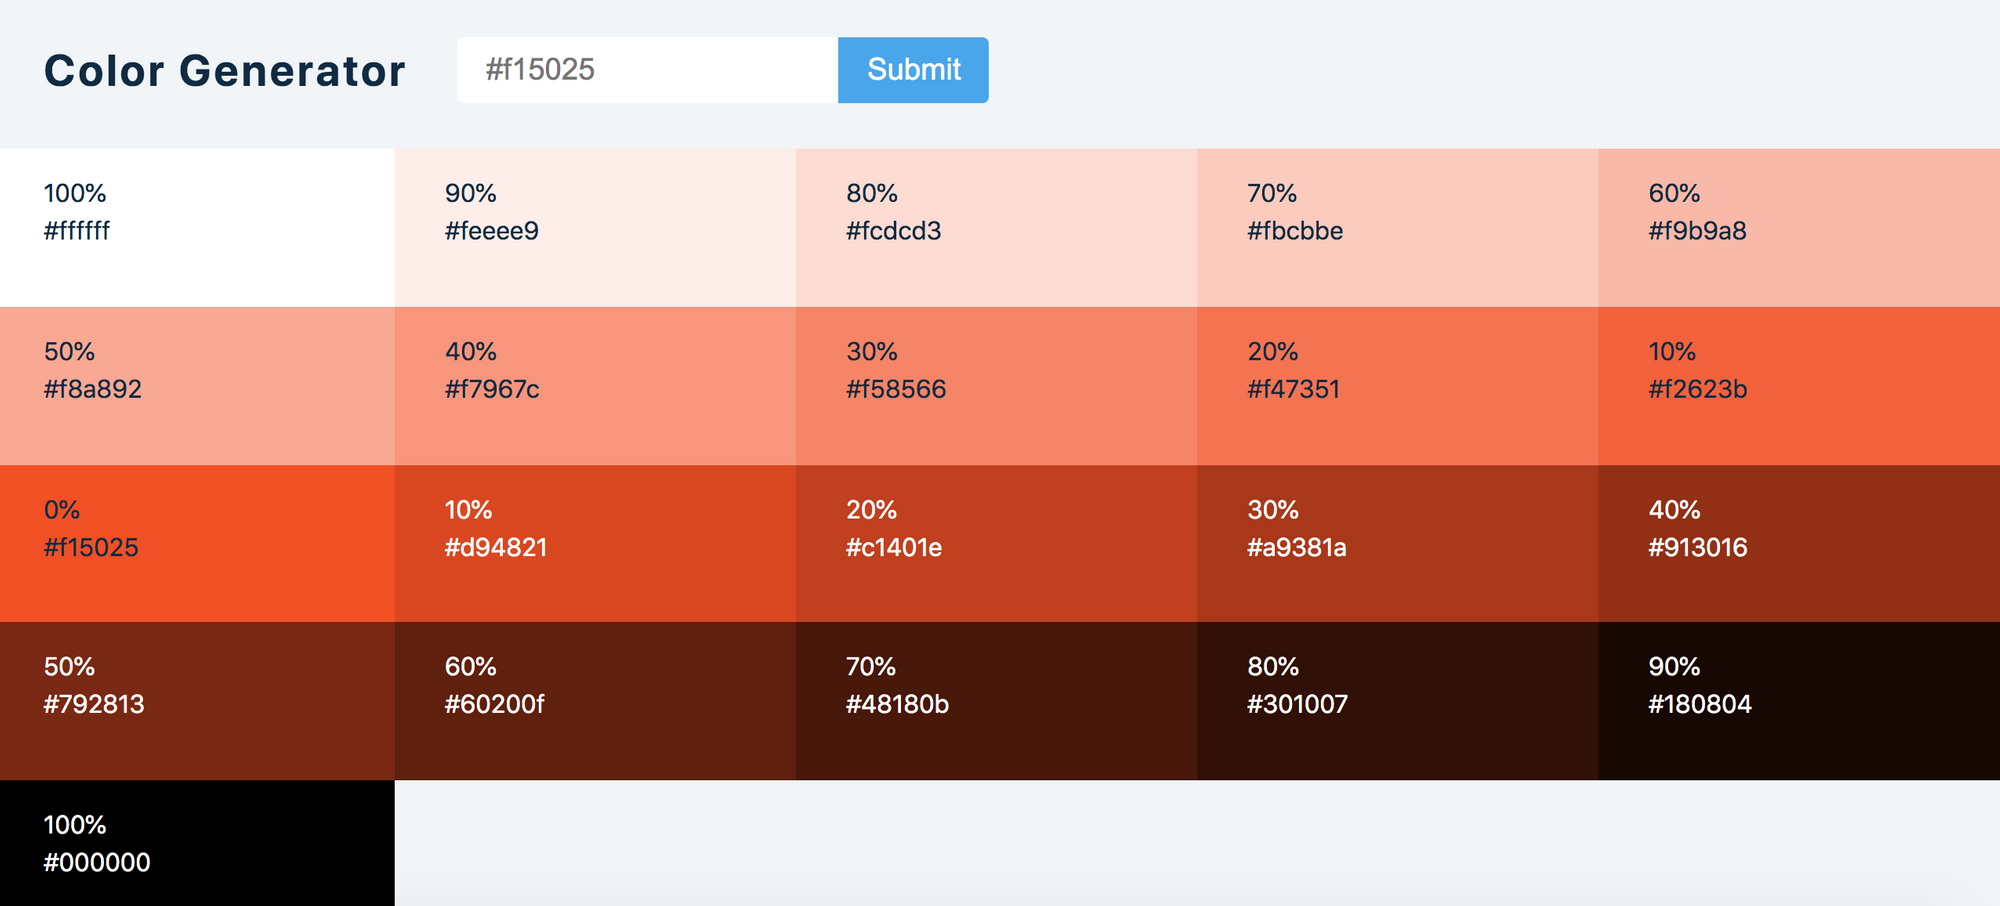 Color Generator
#f15025
Submit
100%
#ffffff
90%
#feeee9
80%
#fcdcd3
70%
#fbcbbe
60%
#f9b9a8
50%
#f8a892
40%
#f7967c
30%
#f58566
20%
#f47351
10%
#f2623b
0%
#f15025
10%
#d94821
20%
#c1401e
30%
#a9381a
40%
#913016
50%
#792813
60%
#60200f
70%
#48180b
80%
#301007
90%
#180804
100%
#000000